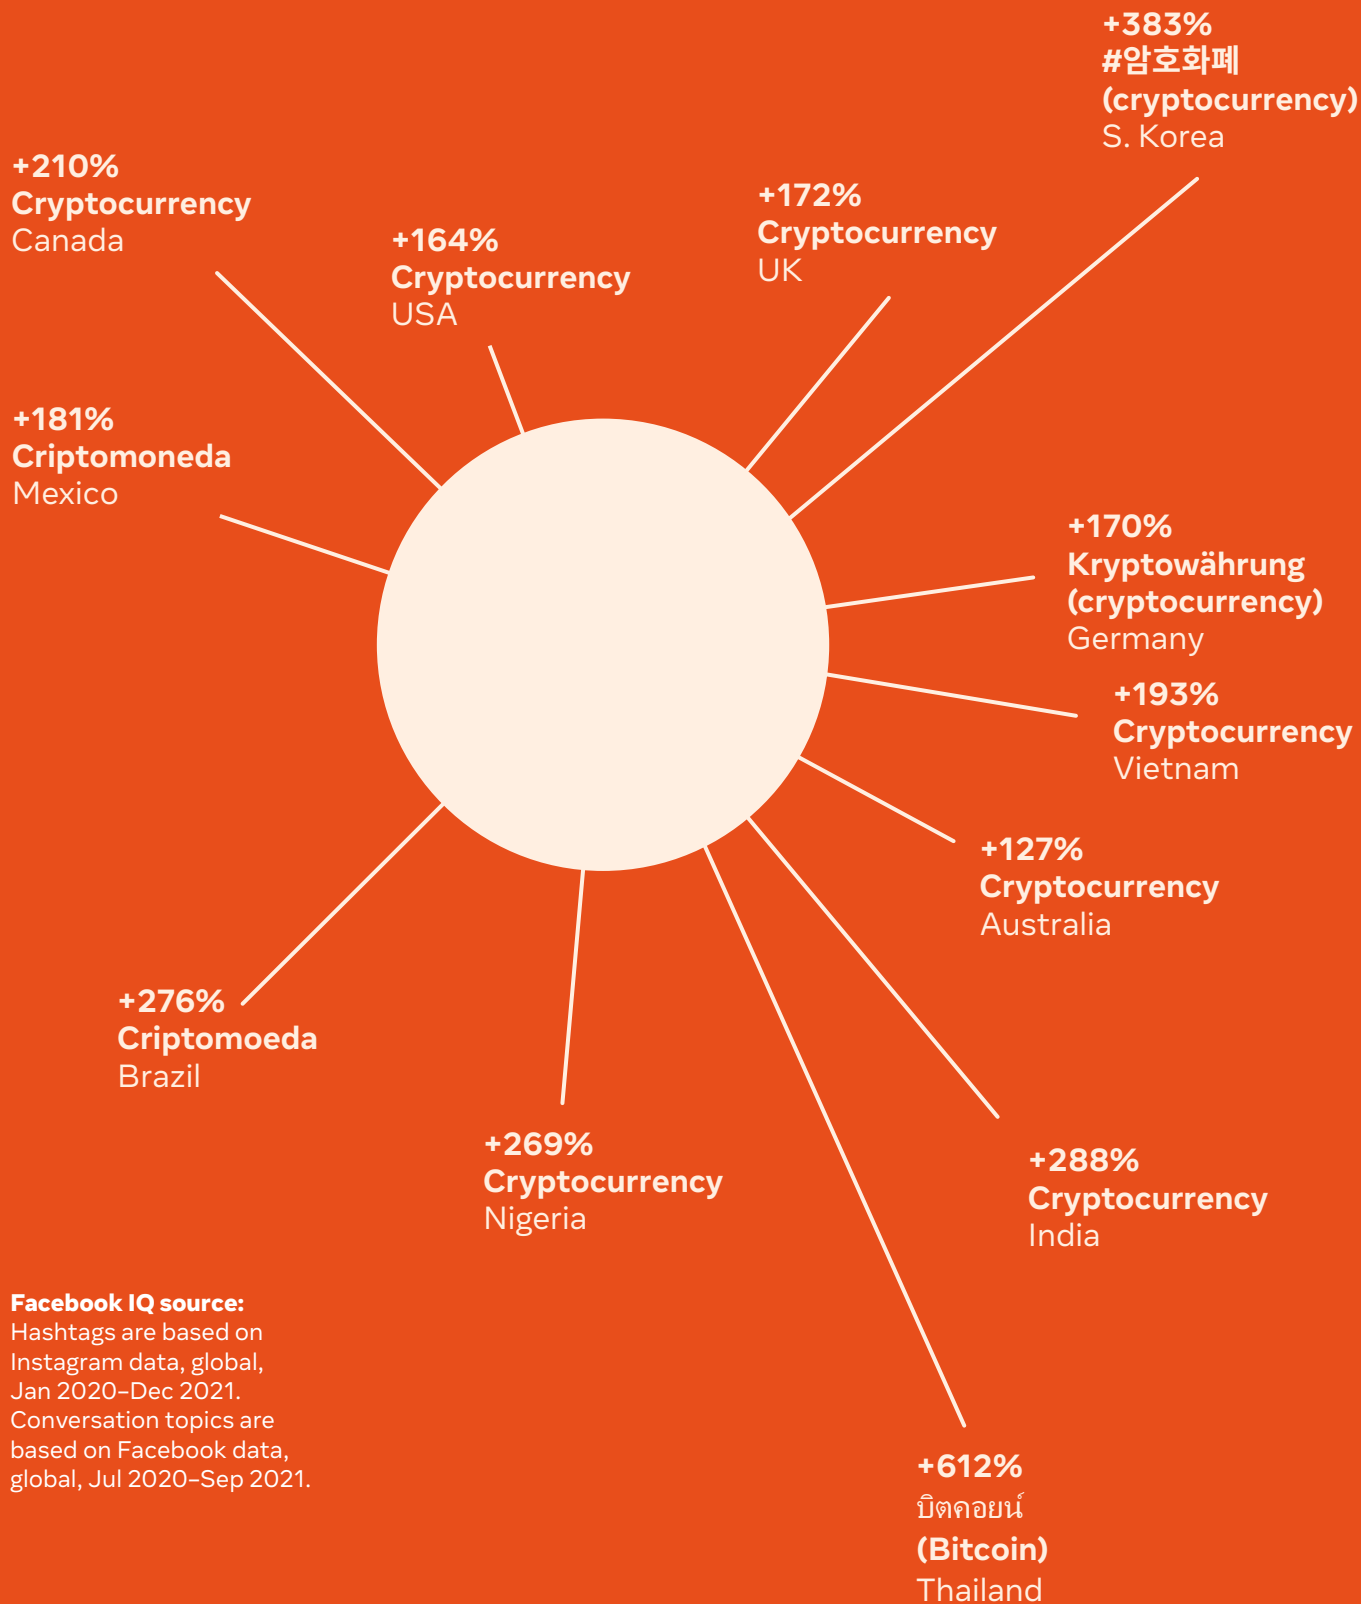 +383%
#암호화폐
(cryptocurrency)
S. Korea
+210%
Cryptocurrency
Canada
+164%
Cryptocurrency
USA
+172%
Cryptocurrency
UK
+181%
Criptomoneda
Mexico
+170%
Kryptowährung
(cryptocurrency)
Germany
+193%
Cryptocurrency
Vietnam
+127%
Cryptocurrency
Australia
+276%
Criptomoeda
Brazil
+269%
Cryptocurrency
Nigeria
+288%
Cryptocurrency
India
Facebook IQ source:
Hashtags are based on
Instagram data, global,
Jan 2020–Dec 2021.
Conversation topics are
based on Facebook data,
global, Jul 2020–Sep 2021.
+612%
บิตคอยน์
(Bitcoin)
Thailand